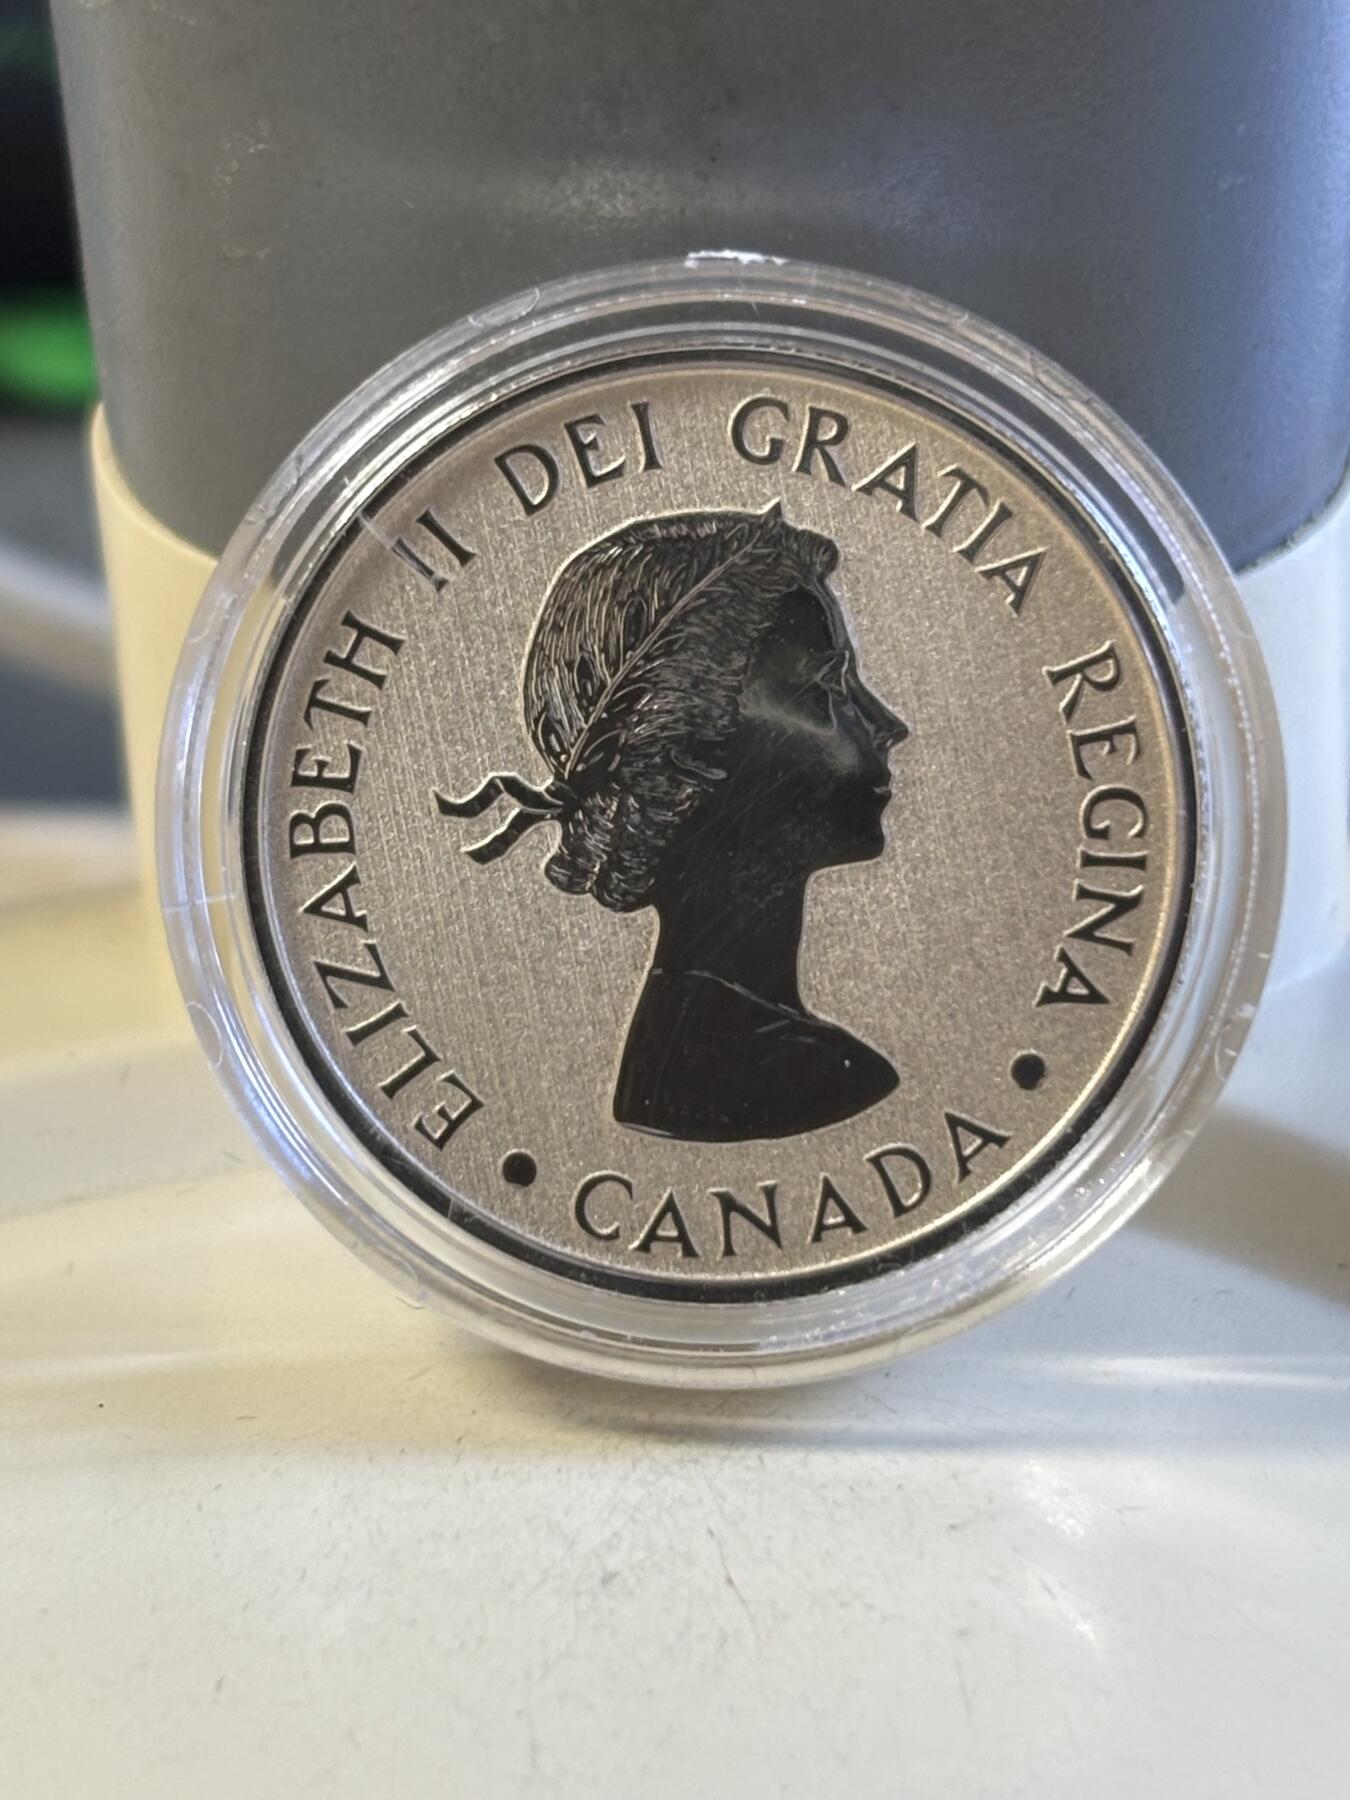 ELIZABETH II DEI GRATIA REGINA
• CANADA •